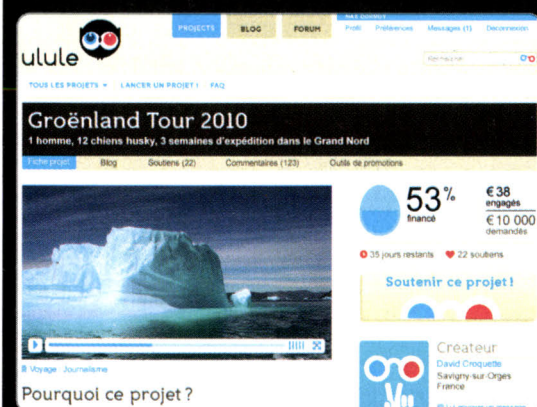 ulule
PROJECTS BLOG FORUM
Profil Préférences Messages (1) Déconnexion
TOUS LES PROJETS LANCER UN PROJET ! FAQ
Groënland Tour 2010
1 homme, 12 chiens husky, 3 semaines d'expédition dans le Grand Nord
Fiche projet Blog Soutiens (22) Commentaires (123) Outils de promotions
53%
financé
€ 38
engagés
€ 10 000
demandés
35 jours restants 22 soutiens
Soutenir ce projet !
Voyage Journalisme
Pourquoi ce projet ?
Créateur
David Croquette
Savigny-sur-Orges
France